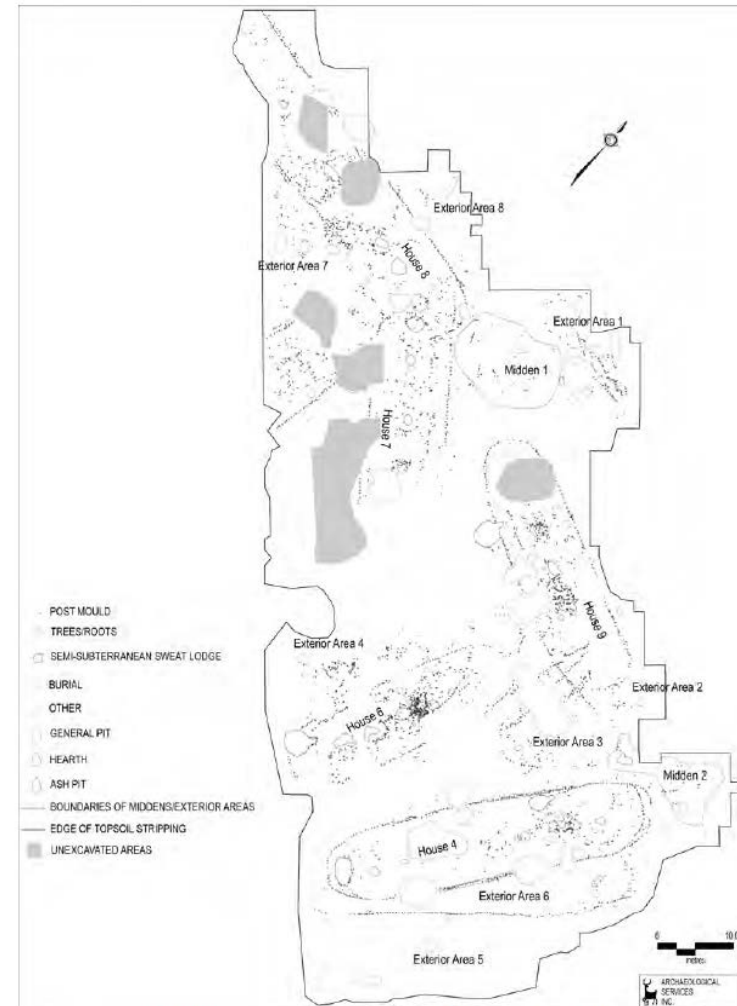 Exterior Area 8
House 8
Exterior Area 7
Exterior Area 1
Midden 1
House 7
House 9
Exterior Area 4
Exterior Area 2
House 6
Exterior Area 3
Midden 2
House 4
Exterior Area 6
Exterior Area 5
POST MOULD
TREES/ROOTS
SEMI-SUBTERRANEAN SWEAT LODGE
BURIAL
OTHER
GENERAL PIT
HEARTH
ASH PIT
BOUNDARIES OF MIDDENS/EXTERIOR AREAS
EDGE OF TOPSOIL STRIPPING
UNEXCAVATED AREAS
metres
ARCHAEOLOGICAL
SERVICES
INC.